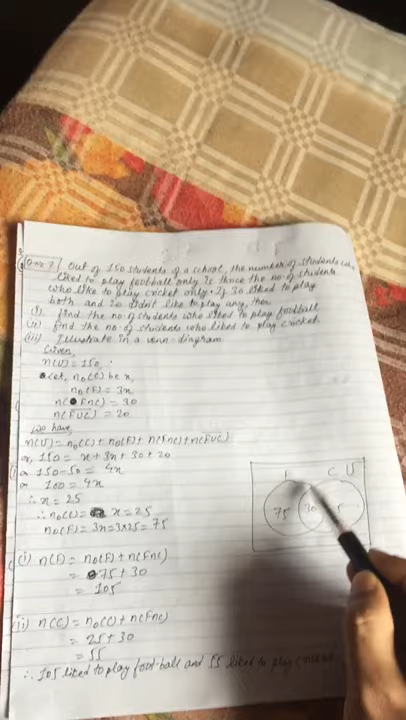 Q.no 7 Out of 150 students of a school, the number of students who
liked to play football only is thrice the no. of students
who like to play cricket only. If 30 liked to play
both and 20 didn't like to play any, then
(i) find the no. of students who liked to play football
(ii) find the no. of students who liked to play cricket.
(iii) Illustrate in a venn-diagram
Given,
n(U) = 150
Let, no(C) be x,
no(F) = 3x
n(F∩C) = 30
n(F∪C) = 20
We have,
n(U) = no(C) + no(F) + n(F∩C) + n(F∪C)
or, 150 = x + 3x + 30 + 20
or 150-50 = 4x
or 100 = 4x
∴ x = 25
∴ no(C) = x = 25
no(F) = 3x = 3x25 = 75
(i) n(F) = no(F) + n(F∩C)
= 75 + 30
= 105
ii) n(C) = no(C) + n(F∩C)
= 25 + 30
= 55
∴ 105 liked to play foot-ball and 55 liked to play
F C U
75 30